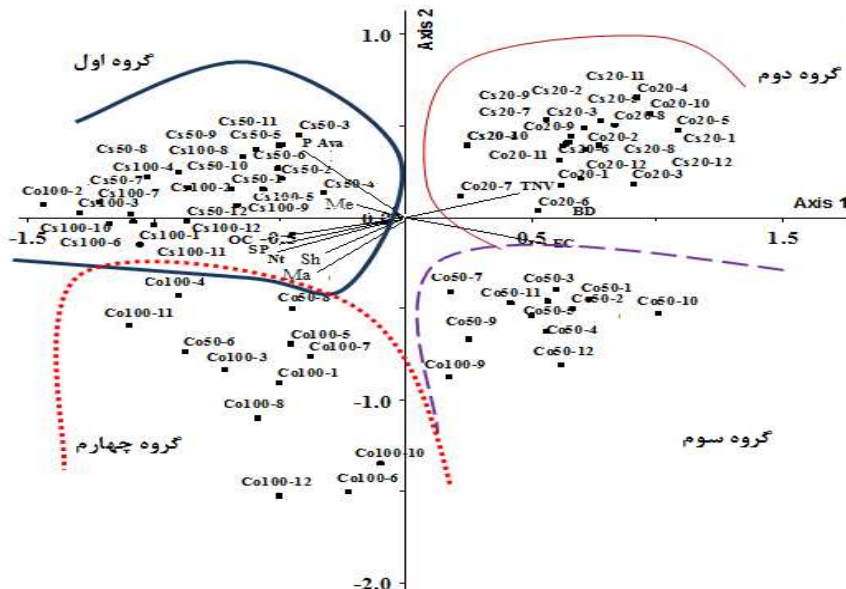 1.0
Axis 2
گروه اول
گروه دوم
Cs20-11
Cs20-9
Cs20-2
Co20-4
Cs20-7
Cs20-3
Co20-10
Co20-9
Co20-8
Co20-5
Cs20-1
Co20-2
Co20-11
Cs20-6
Cs20-8
Cs20-12
Co20-12
Co20-1
Co20-3
Co20-7
TNV
Co20-6
BD
EC
Cs50-11
Cs50-3
Cs50-9
Cs50-5
P Ava
Cs50-8
Cs100-8
Cs50-6
Cs100-4
Cs50-10
Cs50-2
Cs50-7
Cs100-2
Cs50-1
Cs50-4
Co100-2
Cs100-7
Cs100-5
Me
Cs100-3
Cs50-12
Cs100-9
Cs100-10
Cs100-1
Cs100-12
Cs100-6
Cs100-11
OC
SP
Nt
Sh
Ma
Axis 1
-1.5
-0.5
0.5
1.5
Co100-4
Co50-8
Co100-11
Co50-6
Co100-5
Co100-3
Co100-7
Co100-1
Co100-8
Co100-10
Co100-6
Co100-12
Co50-7
Co50-3
Co50-1
Co50-11
Co50-2
Co50-10
Co50-5
Co50-9
Co50-4
Co100-9
Co50-12
-1.0
گروه چهارم
گروه سوم
-2.0